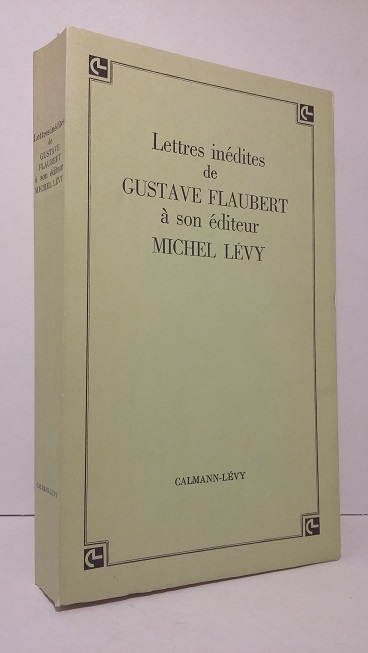 Lettres inédites
de
GUSTAVE FLAUBERT
à son éditeur
MICHEL LÉVY
CALMANN-LÉVY
Lettres inédites
de
GUSTAVE
FLAUBERT
à son éditeur
MICHEL LÉVY
CALMANN-LÉVY